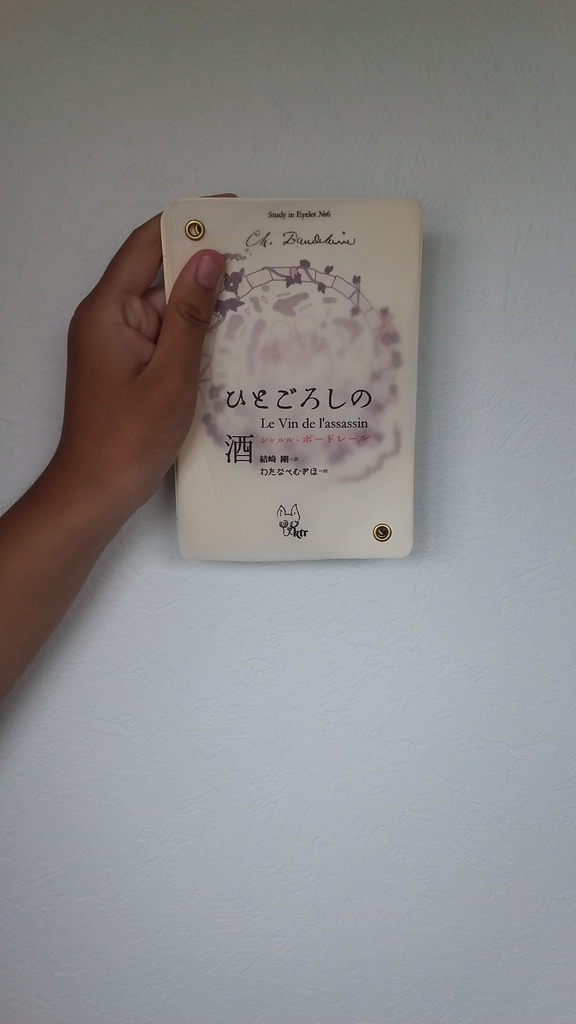 Study in Eyelet №6
Ch. Baudelaire
ひとごろしの
Le Vin de l'assassin
シャルル・ボードレール
酒
結崎 剛―訳
わたなべむぎほ―画
ktr